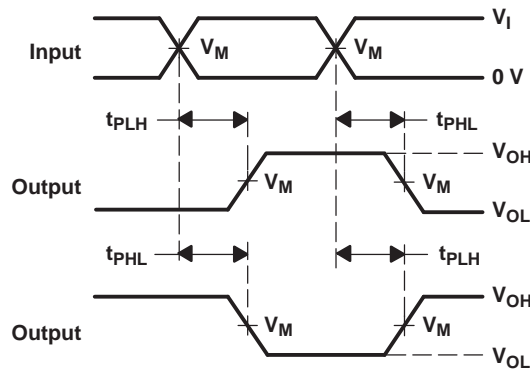 V_I
Input V_M V_M
0 V
t_PLH t_PHL
V_OH
Output V_M V_M
V_OL
t_PHL t_PLH
V_OH
Output V_M V_M
V_OL